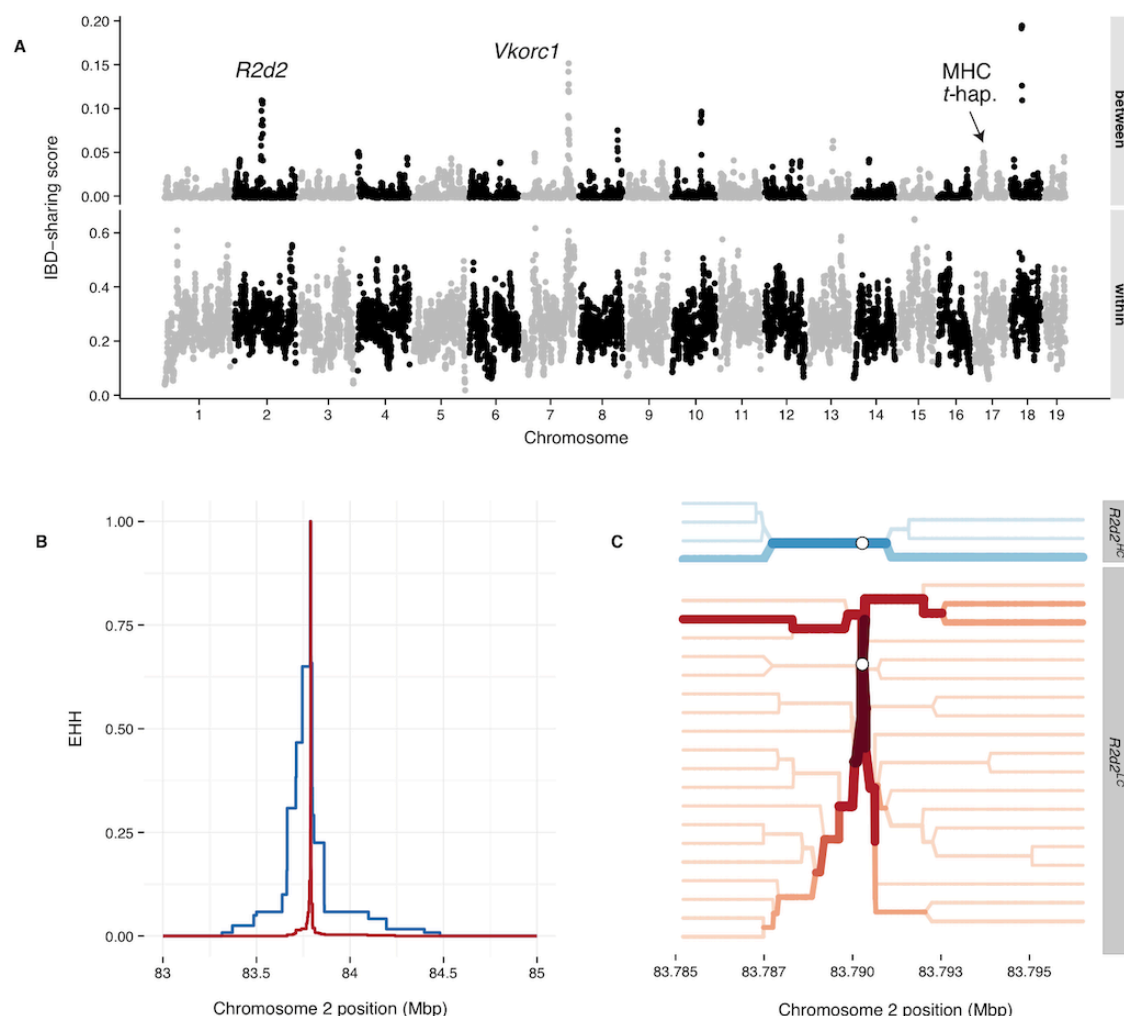 A
IBD−sharing score
0.20
0.15
0.10
0.05
0.00
R2d2
Vkorc1
MHC
t-hap.
between
0.6
0.4
0.2
0.0
within
1 2 3 4 5 6 7 8 9 10 11 12 13 14 15 16 17 18 19
Chromosome
B
EHH
1.00
0.75
0.50
0.25
0.00
83 83.5 84 84.5 85
Chromosome 2 position (Mbp)
C
R2d2HC
R2d2LC
83.785 83.787 83.790 83.793 83.795
Chromosome 2 position (Mbp)